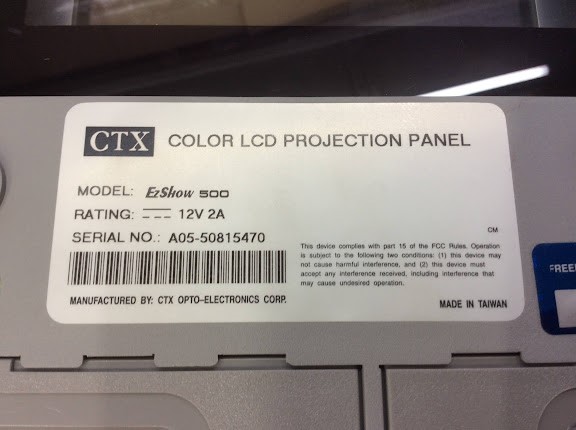 CTX COLOR LCD PROJECTION PANEL
MODEL: EzShow 500
RATING: 12V 2A
SERIAL NO.: A05-50815470
CM
This device complies with part 15 of the FCC Rules. Operation
is subject to the following two conditions: (1) this device may
not cause harmful interference, and (2) this device must
accept any interference received, including interference that
may cause undesired operation.
MANUFACTURED BY: CTX OPTO-ELECTRONICS CORP.
MADE IN TAIWAN